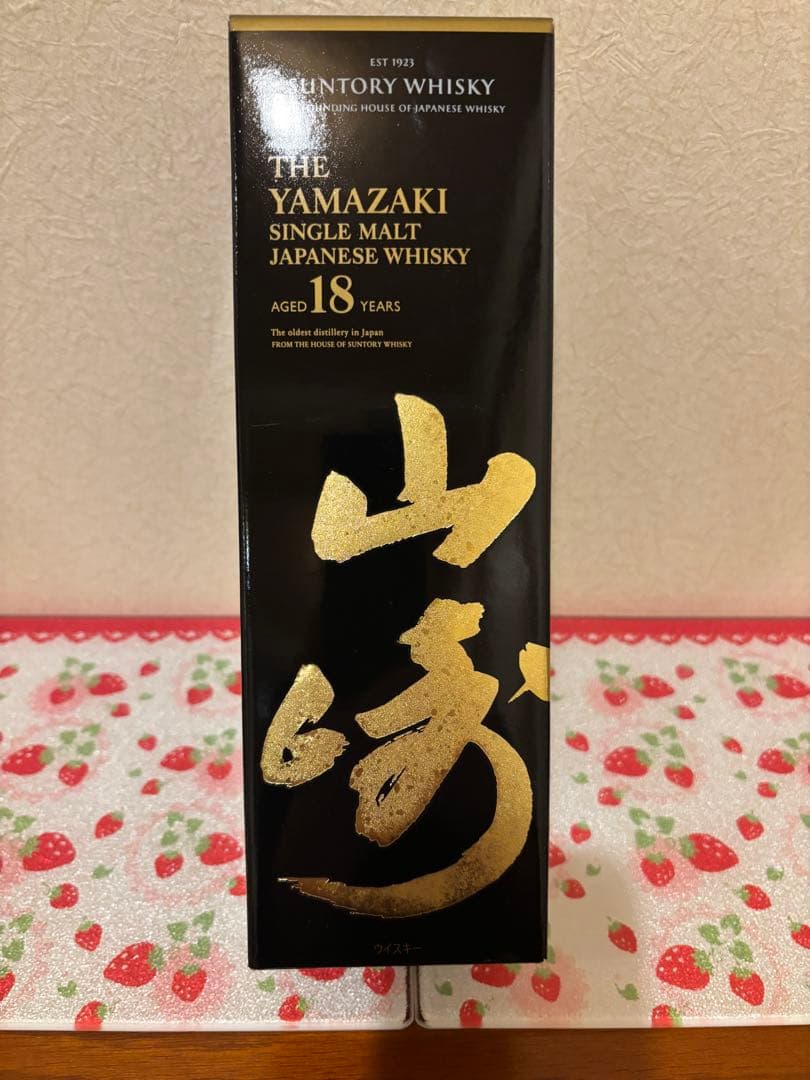 EST 1923
SUNTORY WHISKY
FOUNDING HOUSE OF JAPANESE WHISKY
THE
YAMAZAKI
SINGLE MALT
JAPANESE WHISKY
AGED 18 YEARS
The oldest distillery in Japan
FROM THE HOUSE OF SUNTORY WHISKY
山
崎
ウイスキー